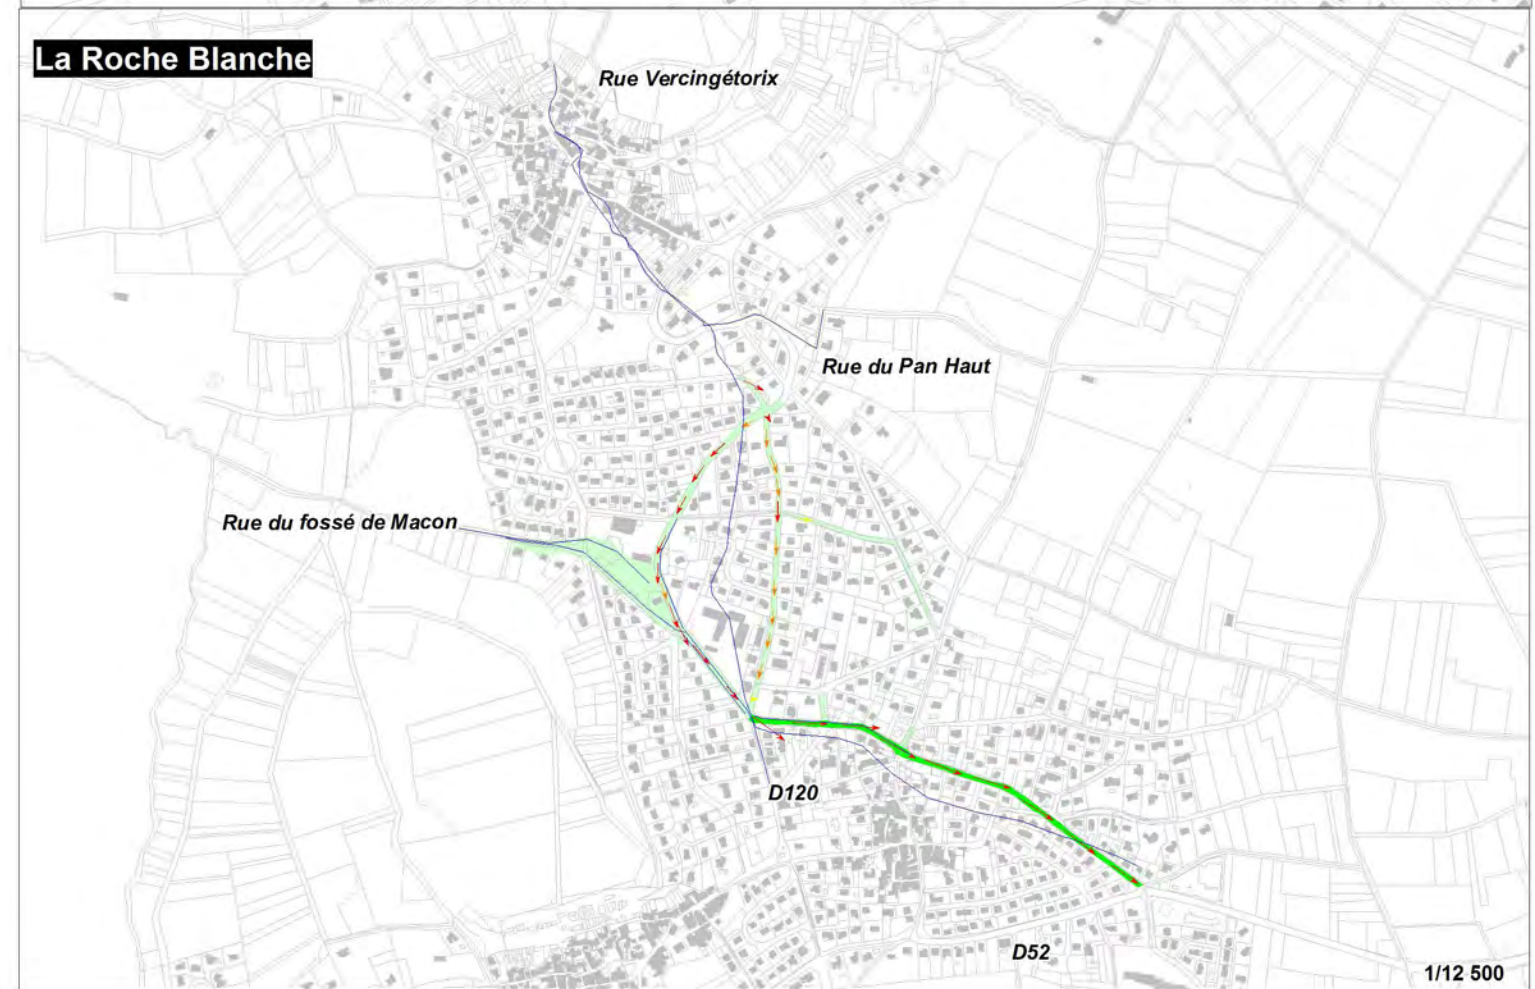 La Roche Blanche
Rue Vercingétorix
Rue du Pan Haut
Rue du fossé de Macon
D120
D52
1/12 500